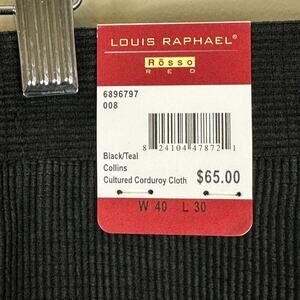 LOUIS RAPHAEL®
Rōsso
RED
6896797
008
8 24104 47872 1
Black/Teal
Collins
Cultured Corduroy Cloth
$65.00
W 40 L 30